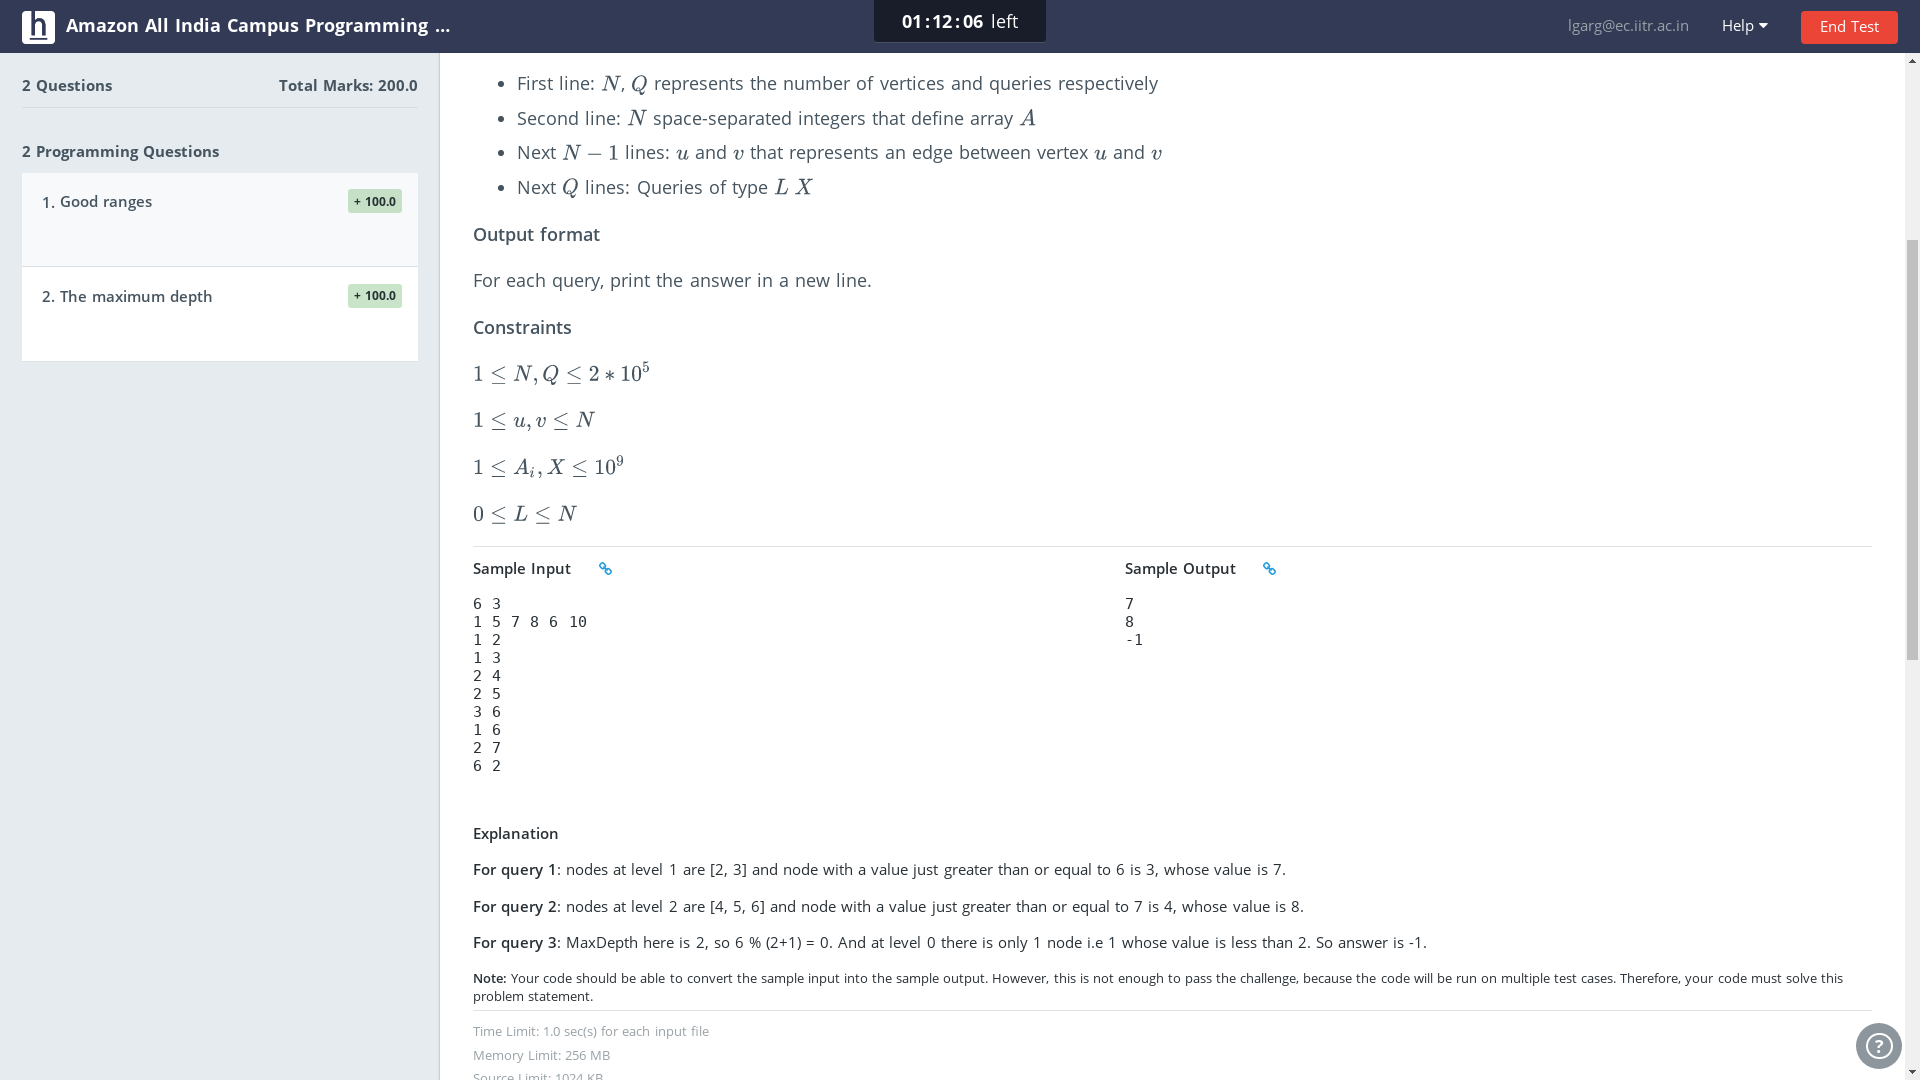 h Amazon All India Campus Programming ...
01:12:06 left
lgarg@ec.iitr.ac.in
Help
End Test
2 Questions
Total Marks: 200.0
2 Programming Questions
1. Good ranges
+ 100.0
2. The maximum depth
+ 100.0
• First line: N, Q represents the number of vertices and queries respectively
• Second line: N space-separated integers that define array A
• Next N − 1 lines: u and v that represents an edge between vertex u and v
• Next Q lines: Queries of type L X
Output format
For each query, print the answer in a new line.
Constraints
1 ≤ N, Q ≤ 2 ∗ 10⁵
1 ≤ u, v ≤ N
1 ≤ Aᵢ, X ≤ 10⁹
0 ≤ L ≤ N
Sample Input
6 3
1 5 7 8 6 10
1 2
1 3
2 4
2 5
3 6
1 6
2 7
6 2
Sample Output
7
8
-1
Explanation
For query 1: nodes at level 1 are [2, 3] and node with a value just greater than or equal to 6 is 3, whose value is 7.
For query 2: nodes at level 2 are [4, 5, 6] and node with a value just greater than or equal to 7 is 4, whose value is 8.
For query 3: MaxDepth here is 2, so 6 % (2+1) = 0. And at level 0 there is only 1 node i.e 1 whose value is less than 2. So answer is -1.
Note: Your code should be able to convert the sample input into the sample output. However, this is not enough to pass the challenge, because the code will be run on multiple test cases. Therefore, your code must solve this
problem statement.
Time Limit: 1.0 sec(s) for each input file
Memory Limit: 256 MB
Source Limit: 1024 KB
?